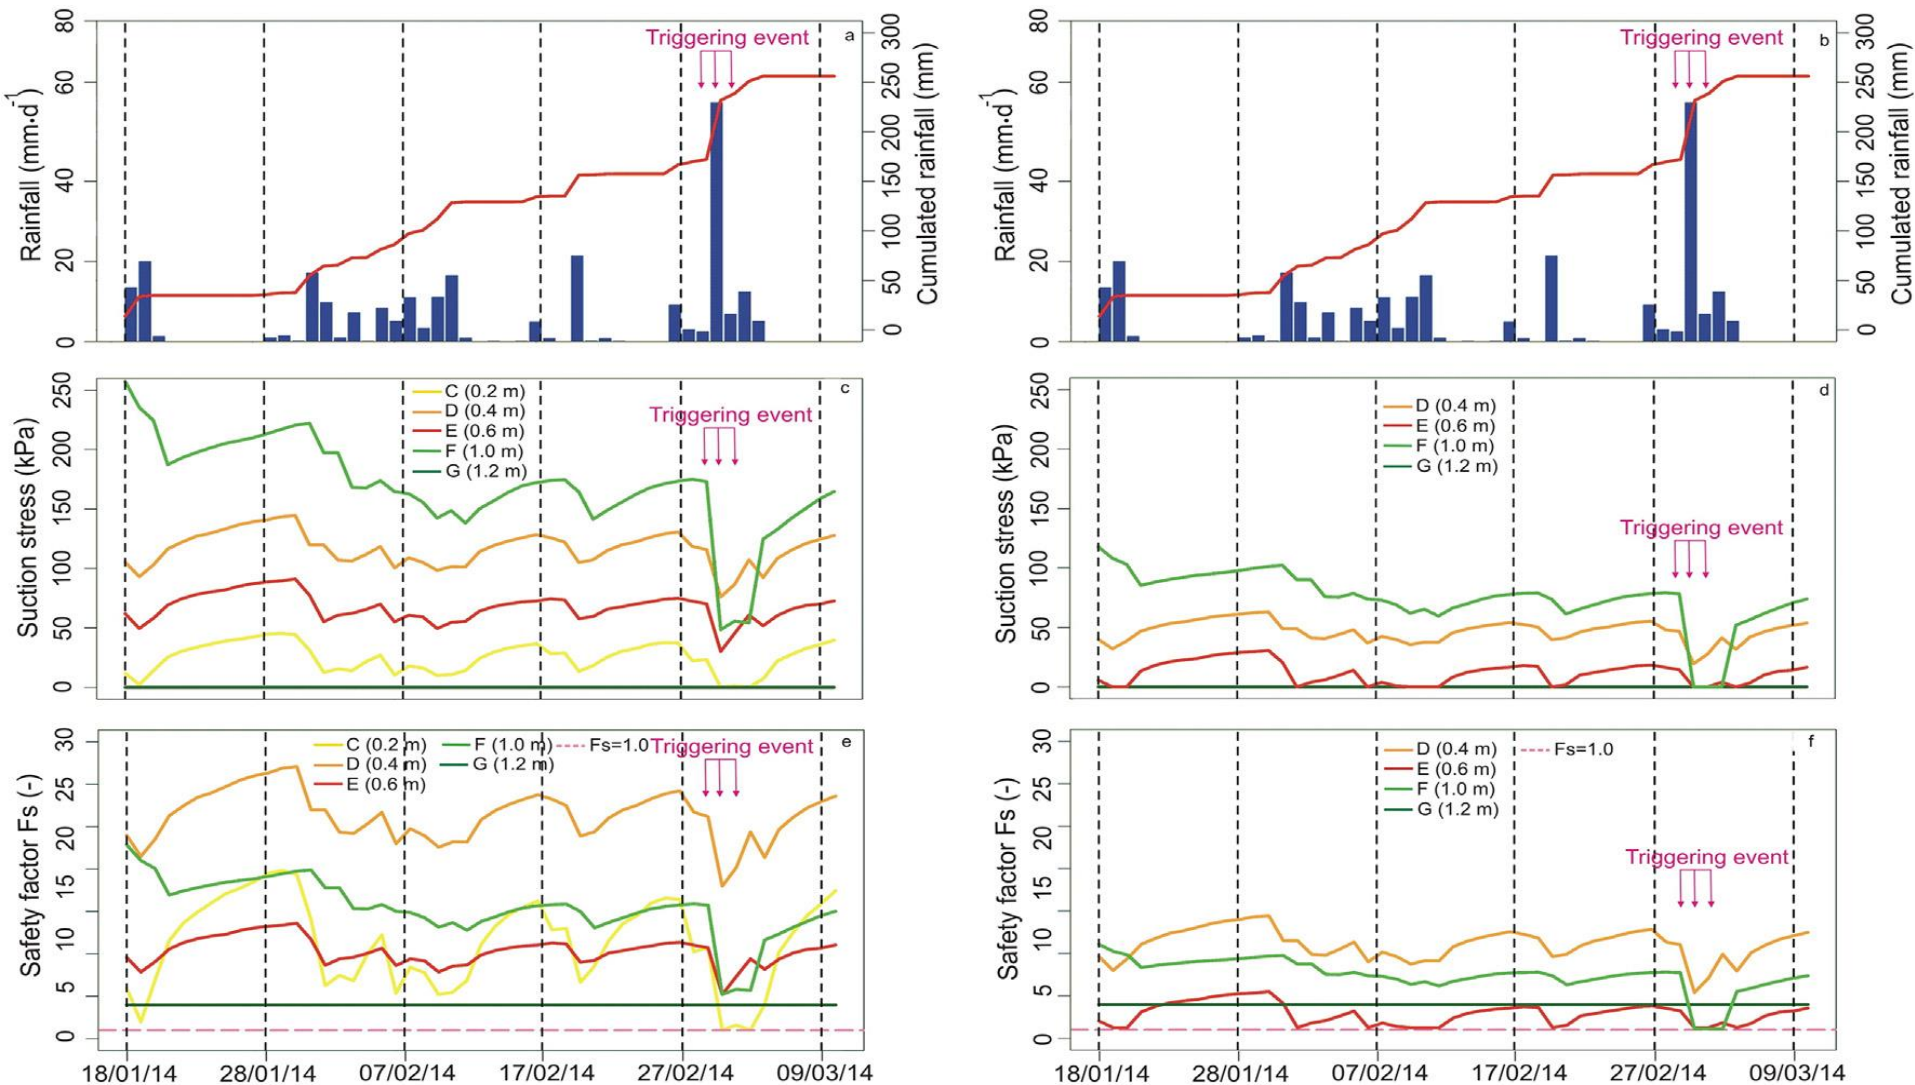 Rainfall (mm·d-1)
80
60
40
20
0
Triggering event
a
300
250
200
150
100
50
0
Cumulated rainfall (mm)
Rainfall (mm·d-1)
80
60
40
20
0
Triggering event
b
300
250
200
150
100
50
0
Cumulated rainfall (mm)
Suction stress (kPa)
250
200
150
100
50
0
C (0.2 m)
D (0.4 m)
E (0.6 m)
F (1.0 m)
G (1.2 m)
Triggering event
c
Suction stress (kPa)
250
200
150
100
50
0
D (0.4 m)
E (0.6 m)
F (1.0 m)
G (1.2 m)
Triggering event
d
Safety factor Fs (-)
30
25
20
15
10
5
0
C (0.2 m) F (1.0 m) Fs=1.0
D (0.4 m) G (1.2 m)
E (0.6 m)
Triggering event
e
18/01/14 28/01/14 07/02/14 17/02/14 27/02/14 09/03/14
Safety factor Fs (-)
30
25
20
15
10
5
0
D (0.4 m) Fs=1.0
E (0.6 m)
F (1.0 m)
G (1.2 m)
Triggering event
f
18/01/14 28/01/14 07/02/14 17/02/14 27/02/14 09/03/14